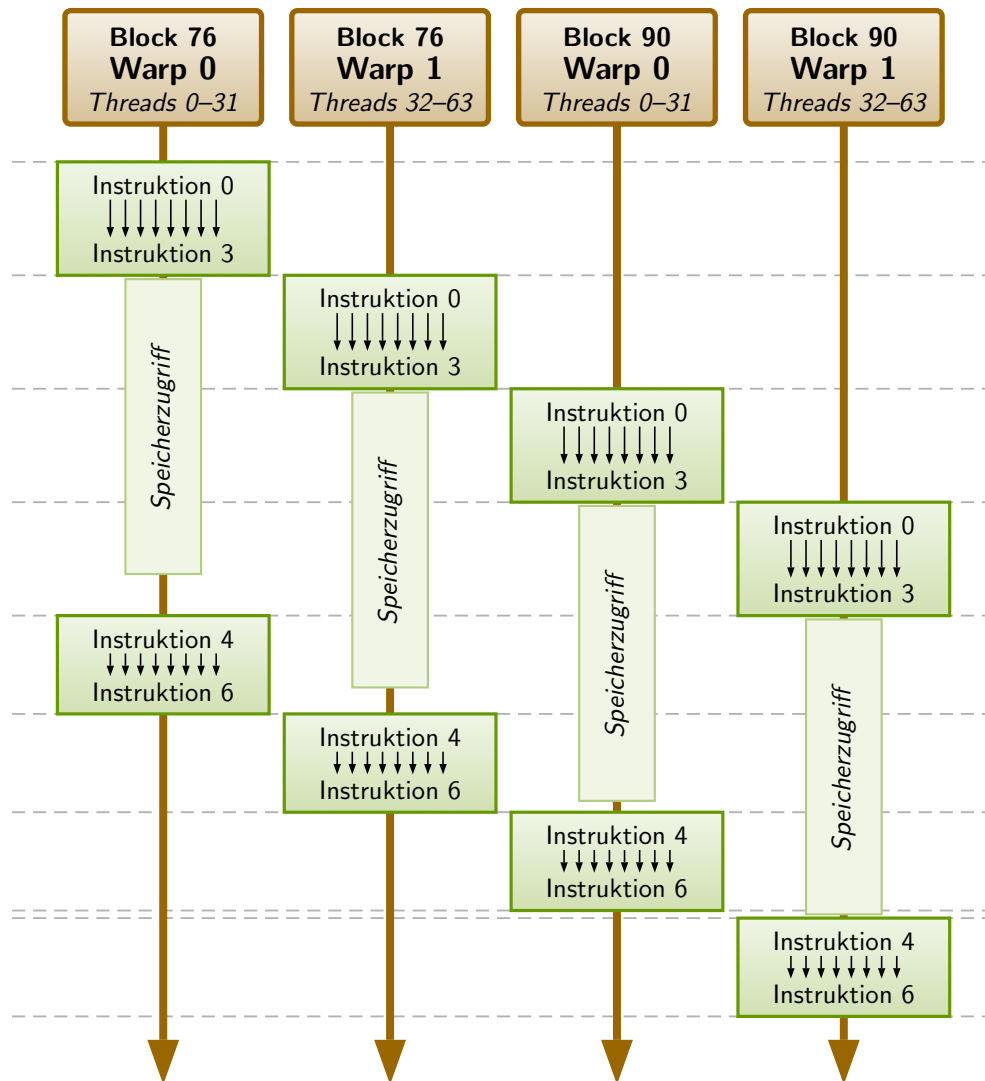 Block 76
Warp 0
Threads 0–31
Block 76
Warp 1
Threads 32–63
Block 90
Warp 0
Threads 0–31
Block 90
Warp 1
Threads 32–63
Instruktion 0
Instruktion 3
Speicherzugriff
Instruktion 4
Instruktion 6
Instruktion 0
Instruktion 3
Speicherzugriff
Instruktion 4
Instruktion 6
Instruktion 0
Instruktion 3
Speicherzugriff
Instruktion 4
Instruktion 6
Instruktion 0
Instruktion 3
Speicherzugriff
Instruktion 4
Instruktion 6